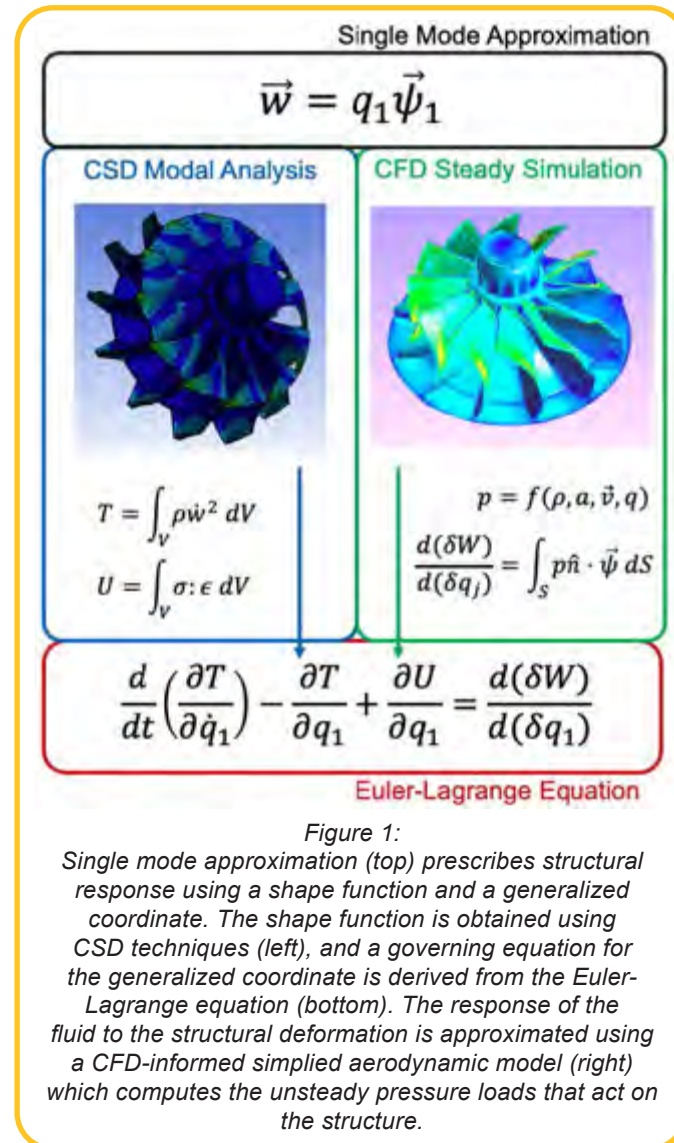 Single Mode Approximation
w⃗ = q₁ψ⃗₁
CSD Modal Analysis
CFD Steady Simulation
T = ∫_V ρẇ² dV
U = ∫_V σ: ϵ dV
p = f(ρ, a, v⃗, q)
d(δW)/d(δqⱼ) = ∫_S pn̂ · ψ⃗ dS
d/dt(∂T/∂q̇₁) − ∂T/∂q₁ + ∂U/∂q₁ = d(δW)/d(δq₁)
Euler-Lagrange Equation
Figure 1:
Single mode approximation (top) prescribes structural
response using a shape function and a generalized
coordinate. The shape function is obtained using
CSD techniques (left), and a governing equation for
the generalized coordinate is derived from the Euler-
Lagrange equation (bottom). The response of the
fluid to the structural deformation is approximated using
a CFD-informed simplied aerodynamic model (right)
which computes the unsteady pressure loads that act on
the structure.